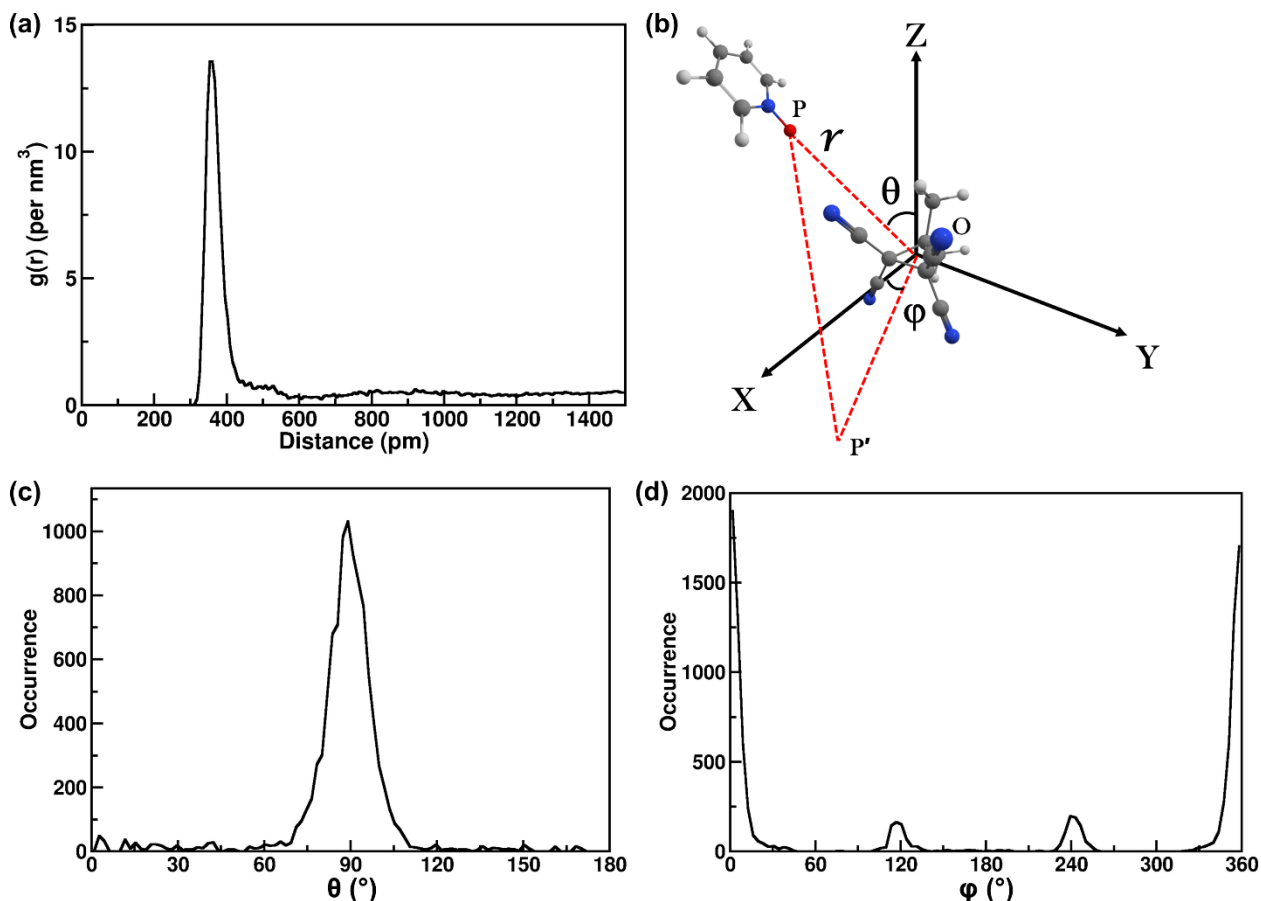 (a)
15
10
5
0
g(r) (per nm³)
0 200 400 600 800 1000 1200 1400
Distance (pm)
(b)
Z
P
r
θ
O
φ
X
Y
P'
(c)
1000
800
600
400
200
0
Occurrence
0 30 60 90 120 150 180
θ (°)
(d)
2000
1500
1000
500
0
Occurrence
0 60 120 180 240 300 360
φ (°)